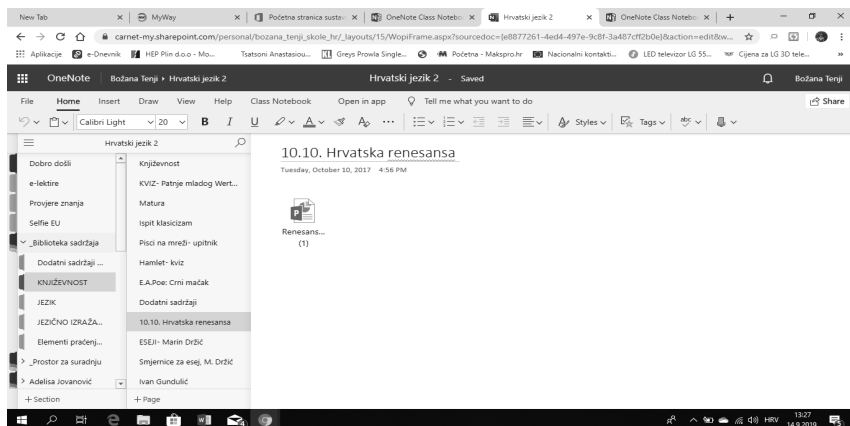 New Tab
MyWay
Početna stranica sustav
OneNote Class Notebo
Hrvatski jezik 2
OneNote Class Notebo
carnet-my.sharepoint.com/personal/bozana_tenji_skole_hr/_layouts/15/WopiFrame.aspx?sourcedoc={e8877261-4ed4-497e-9c8f-3a487cff2b0e}&action=edit&w...
Aplikacije e-Dnevnik HEP Plin d.o.o - Mo... Tsatsoni Anastasiou... Greys Prowla Single... Početna - Makspro.hr Nacionalni kontakti... LED televizor LG 55... Cijena za LG 3D tele...
OneNote Božana Tenji › Hrvatski jezik 2
Hrvatski jezik 2 - Saved
Božana Tenji
File Home Insert Draw View Help Class Notebook Open in app Tell me what you want to do
Share
Calibri Light 20 B I U A Styles Tags abc
Hrvatski jezik 2
Dobro došli
e-lektire
Provjere znanja
Selfie EU
_Biblioteka sadržaja
Dodatni sadržaji ...
KNJIŽEVNOST
JEZIK
JEZIČNO IZRAŽA...
Elementi praćenj...
_Prostor za suradnju
Adelisa Jovanović
+ Section
Književnost
KVIZ- Patnje mladog Wert...
Matura
Ispit klasicizam
Pisci na mreži- upitnik
Hamlet- kviz
E.A.Poe: Crni mačak
Dodatni sadržaji
10.10. Hrvatska renesansa
ESEJI- Marin Držić
Smjernice za esej, M. Držić
Ivan Gundulić
+ Page
10.10. Hrvatska renesansa
Tuesday, October 10, 2017 4:56 PM
Renesans...
(1)
HRV
13:27
14.9.2019.